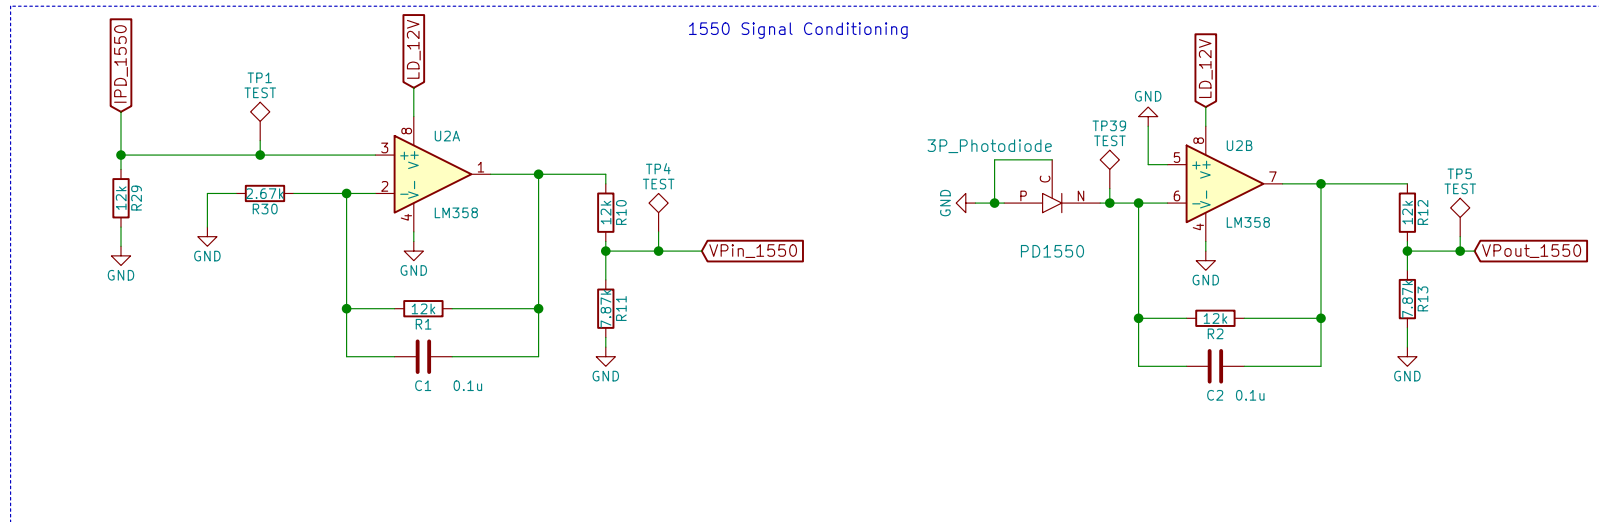 1550 Signal Conditioning
IPD_1550
LD_12V
TP1
TEST
3
8
U2A
+
V+
1
2
-
V-
4
LM358
12k
R29
GND
2.67k
R30
GND
GND
12k
R10
TP4
TEST
VPin_1550
12k
R1
7.87k
R11
C1
0.1u
GND
LD_12V
GND
TP39
TEST
3P_Photodiode
8
U2B
5
+
V+
7
C
GND
P
N
6
-
V-
4
LM358
PD1550
GND
12k
R12
TP5
TEST
VPout_1550
12k
R2
7.87k
R13
C2
0.1u
GND